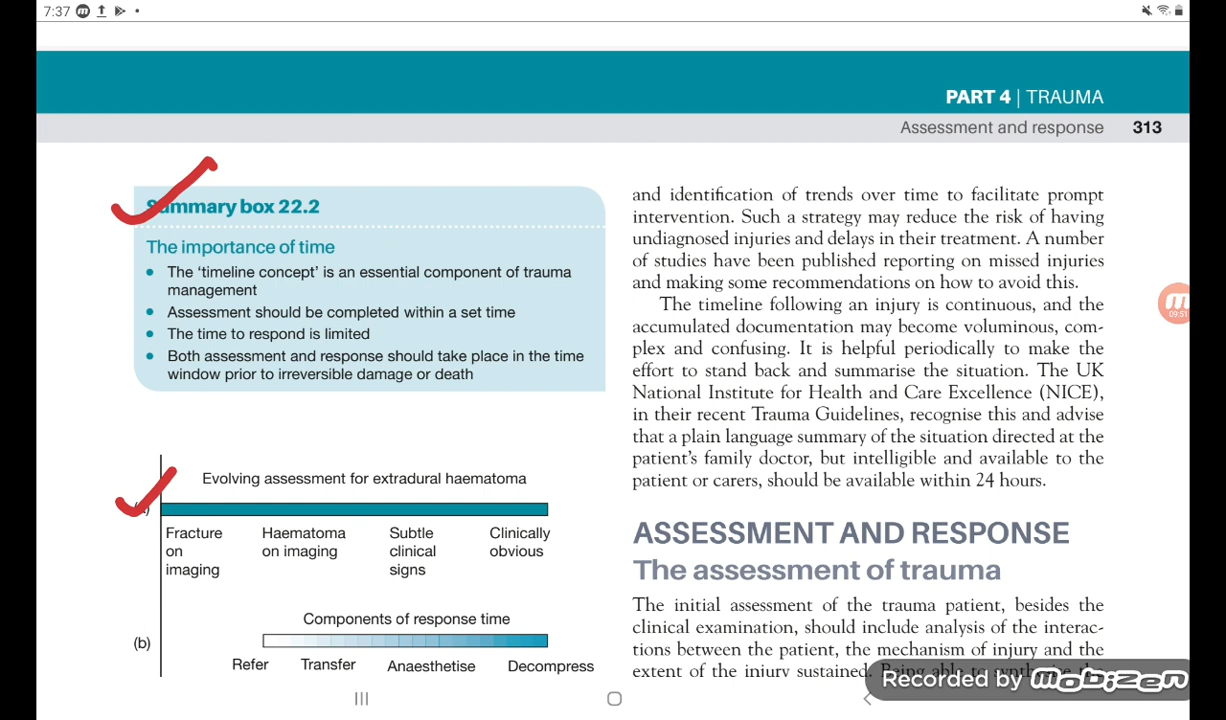 7:37
PART 4 | TRAUMA
Assessment and response 313
Summary box 22.2
The importance of time
• The ‘timeline concept’ is an essential component of trauma
management
• Assessment should be completed within a set time
• The time to respond is limited
• Both assessment and response should take place in the time
window prior to irreversible damage or death
Evolving assessment for extradural haematoma
Fracture on imaging
Haematoma on imaging
Subtle clinical signs
Clinically obvious
Components of response time
(b)
Refer Transfer Anaesthetise Decompress
and identification of trends over time to facilitate prompt
intervention. Such a strategy may reduce the risk of having
undiagnosed injuries and delays in their treatment. A number
of studies have been published reporting on missed injuries
and making some recommendations on how to avoid this.
The timeline following an injury is continuous, and the
accumulated documentation may become voluminous, com-
plex and confusing. It is helpful periodically to make the
effort to stand back and summarise the situation. The UK
National Institute for Health and Care Excellence (NICE),
in their recent Trauma Guidelines, recognise this and advise
that a plain language summary of the situation directed at the
patient’s family doctor, but intelligible and available to the
patient or carers, should be available within 24 hours.
ASSESSMENT AND RESPONSE
The assessment of trauma
The initial assessment of the trauma patient, besides the
clinical examination, should include analysis of the interac-
tions between the patient, the mechanism of injury and the
extent of the injury sustained.
09:51
Recorded by mobizen